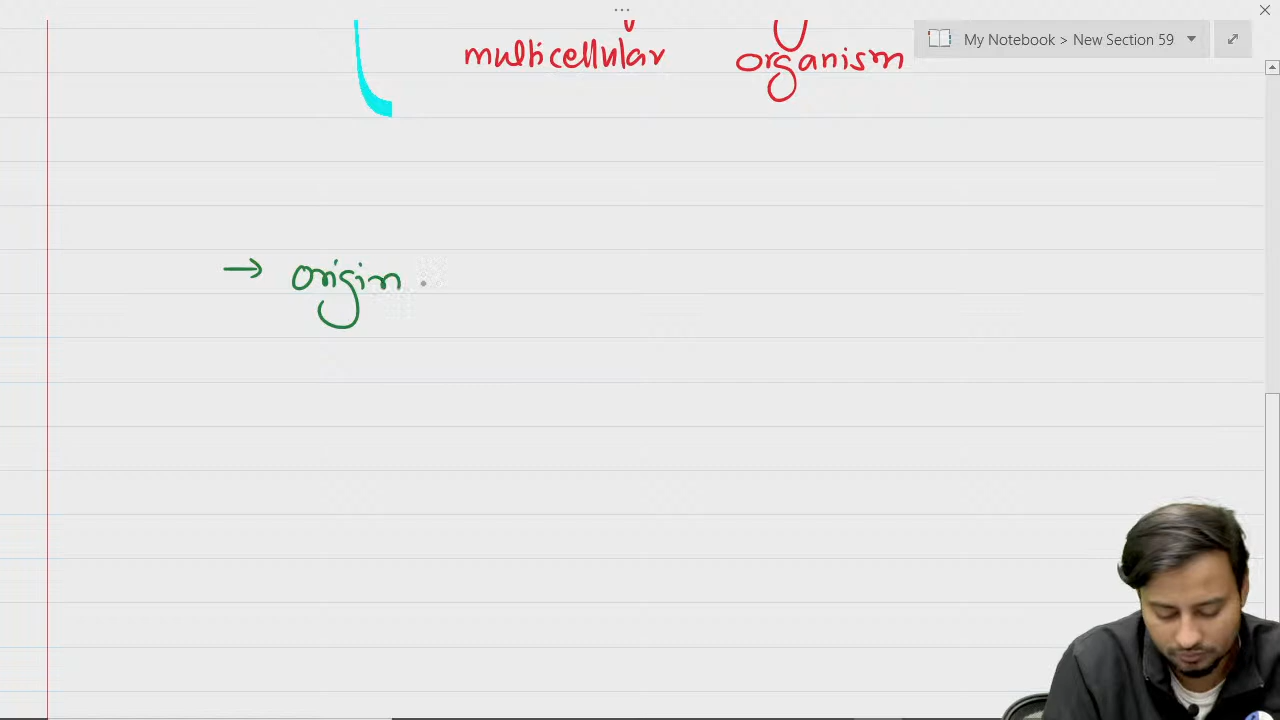 multicellular organism
My Notebook > New Section 59
→ origin